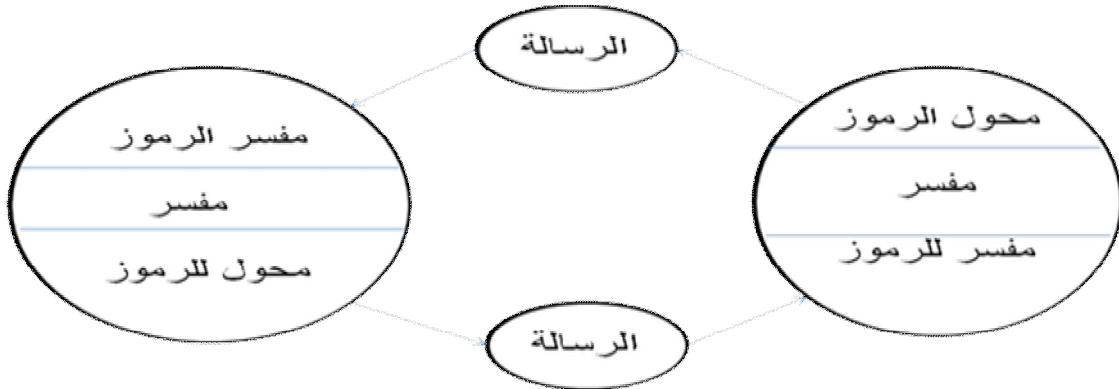 الرسالة
محول الرموز
مفسر
مفسر للرموز
مفسر الرموز
مفسر
محول للرموز
الرسالة